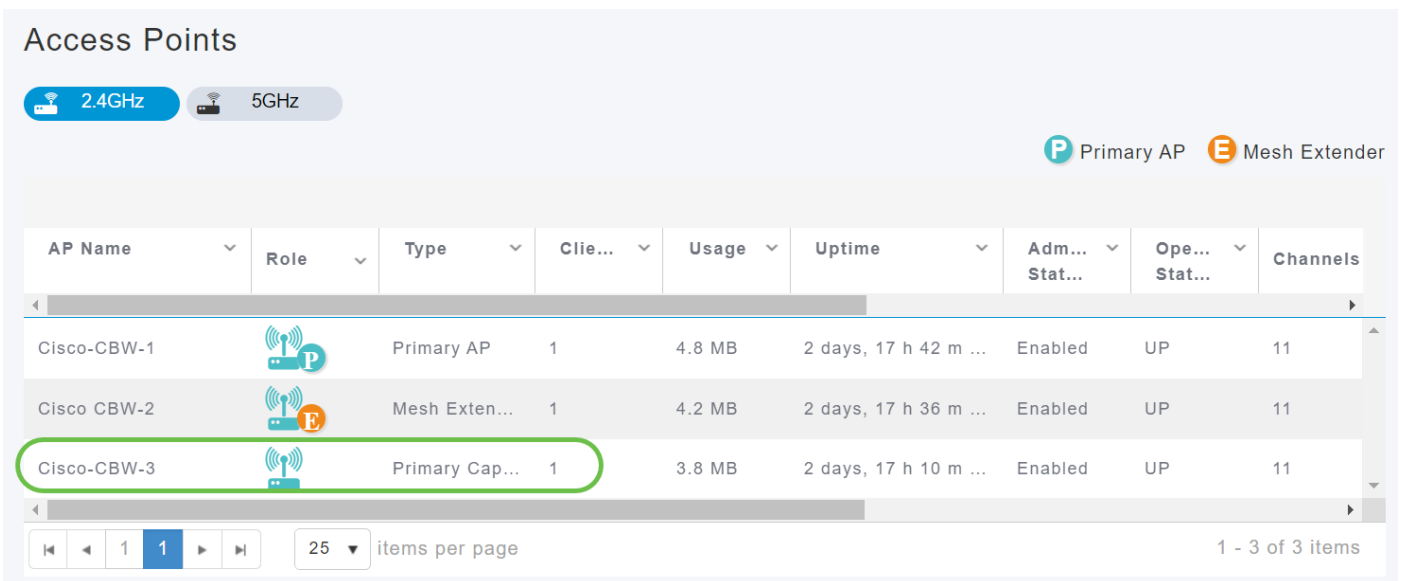 Access Points
2.4GHz 5GHz
P Primary AP E Mesh Extender
AP Name Role Type Clie... Usage Uptime Adm... Stat... Ope... Stat... Channels
Cisco-CBW-1 P Primary AP 1 4.8 MB 2 days, 17 h 42 m ... Enabled UP 11
Cisco CBW-2 E Mesh Exten... 1 4.2 MB 2 days, 17 h 36 m ... Enabled UP 11
Cisco-CBW-3 Primary Cap... 1 3.8 MB 2 days, 17 h 10 m ... Enabled UP 11
1 1 25 items per page 1 - 3 of 3 items